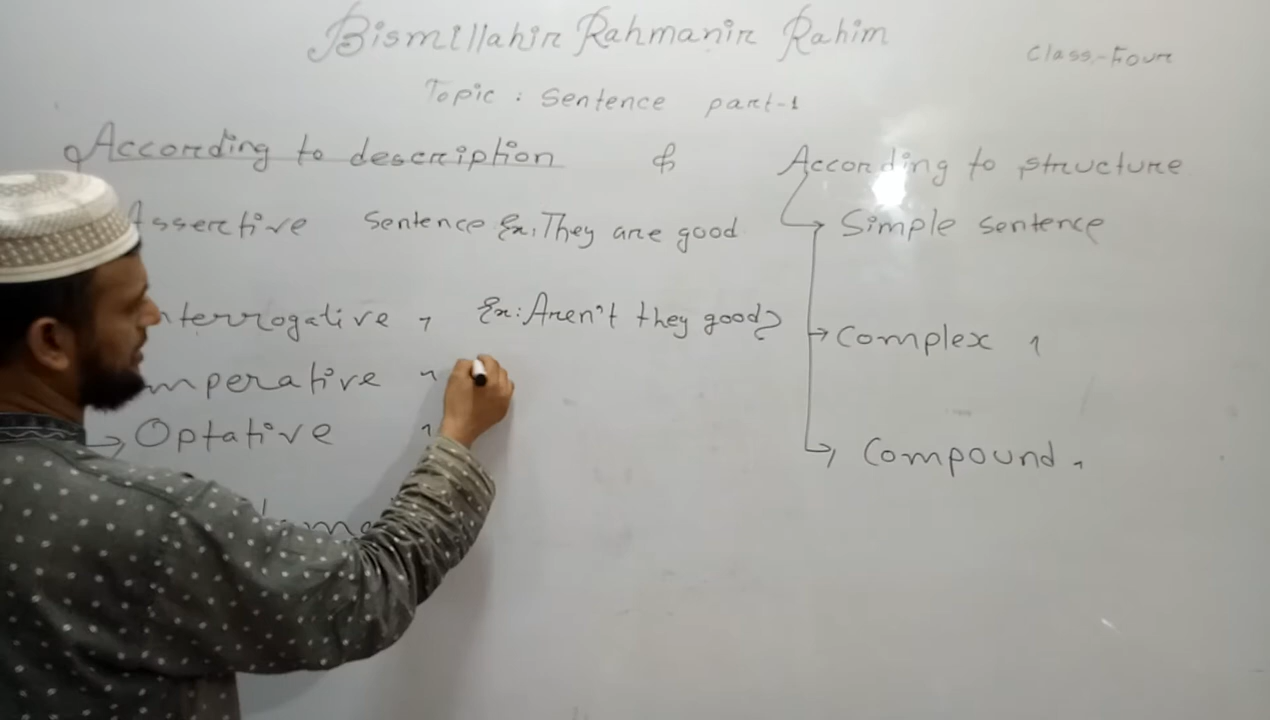 Bismillahir Rahmanir Rahim
Class-Four
Topic : Sentence part-1
According to description & According to structure
Assertive Sentence Ex: They are good
Simple sentence
nterrogative " Ex: Aren't they good?
Complex "
mperative "
Optative "
Compound "